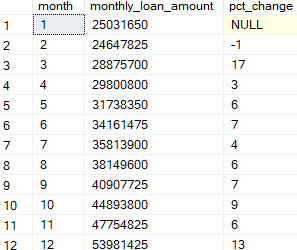 month monthly_loan_amount pct_change
1 1 25031650 NULL
2 2 24647825 -1
3 3 28875700 17
4 4 29800800 3
5 5 31738350 6
6 6 34161475 7
7 7 35813900 4
8 8 38149600 6
9 9 40907725 7
10 10 44893800 9
11 11 47754825 6
12 12 53981425 13